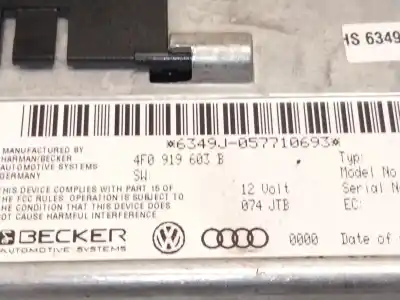 HS 6349
*6349J-057710693*
MANUFACTURED BY
HARMAN/BECKER
AUTOMOTIVE SYSTEMS
GERMANY
4F0 919 603 B
SW
Typ:
Model No
THIS DEVICE COMPLIES WITH PART 15 OF
THE FCC RULES. OPERATION IS SUBJECT TO
THE CONDITION THAT THIS DEVICE DOES
NOT CAUSE HARMFUL INTERFERENCE
12 Volt
074 JTB
Serial No
EC:
BECKER
AUTOMOTIVE SYSTEMS
0000
Date of